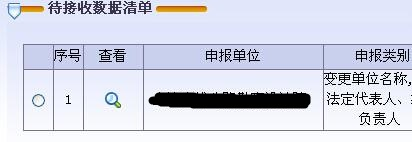 待接收数据清单
序号 查看 申报单位 申报类别
变更单位名称,
1 法定代表人、
负责人